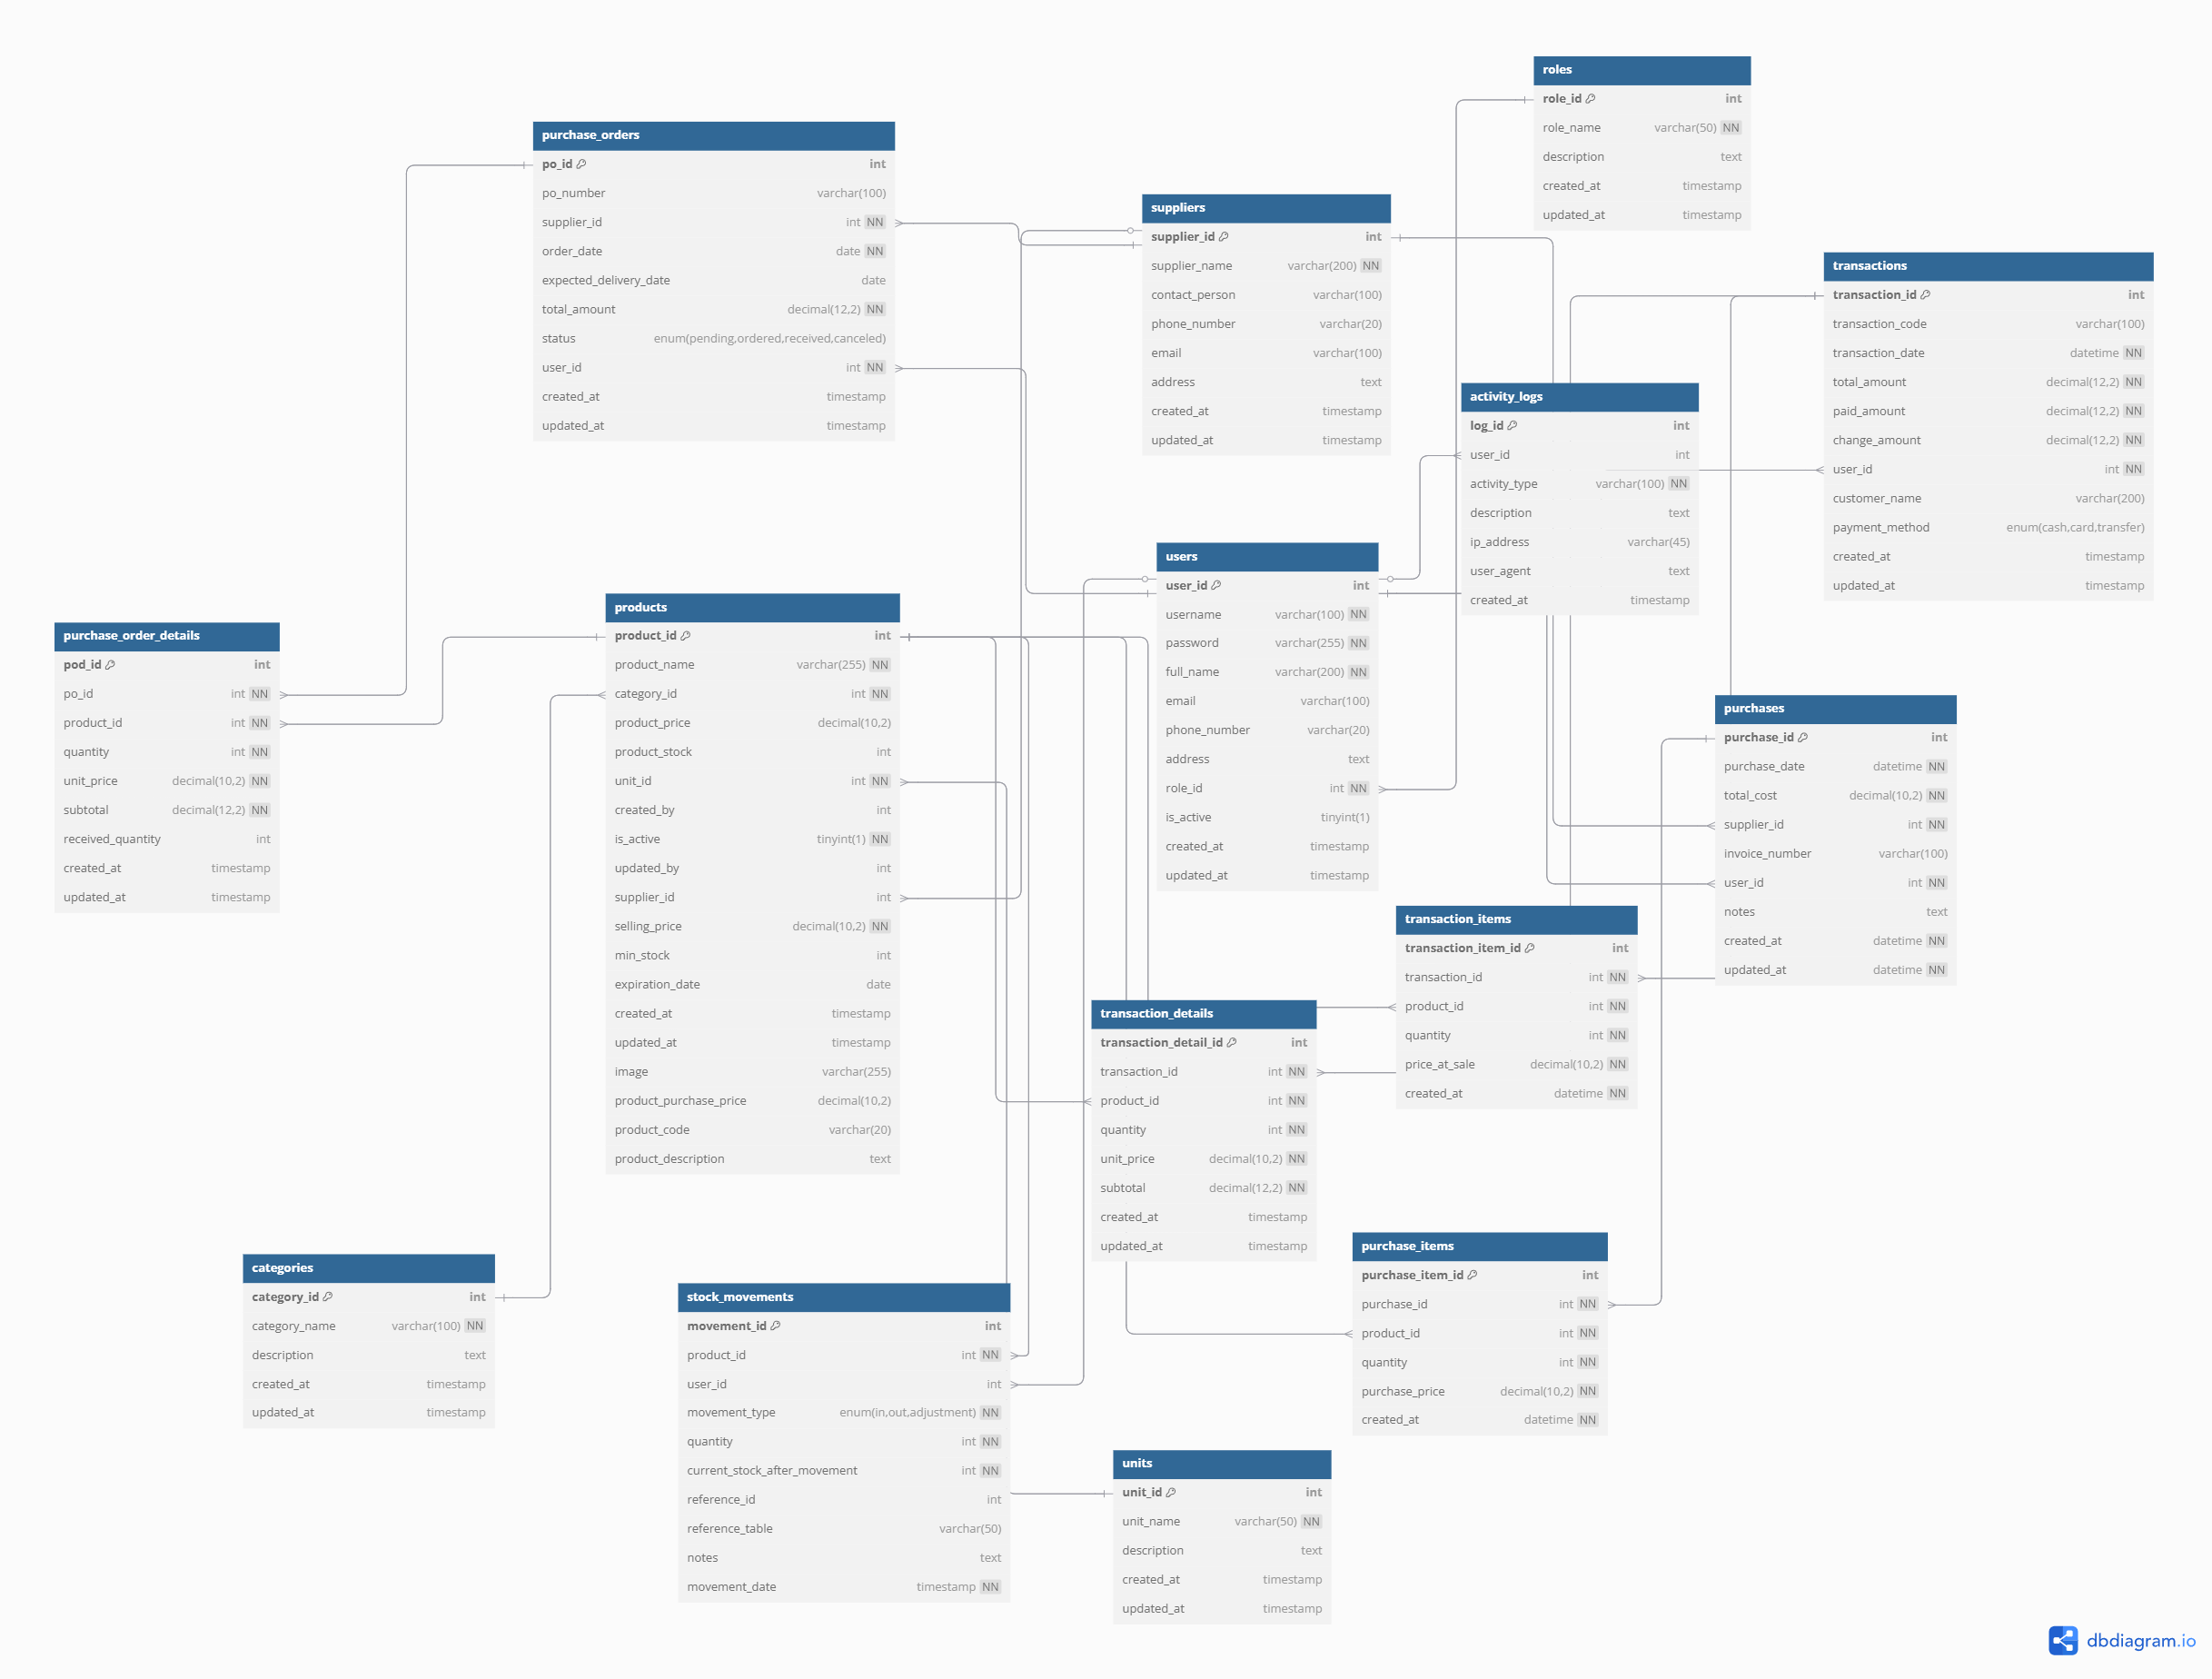 roles
role_id int
role_name varchar(50) NN
description text
created_at timestamp
updated_at timestamp
purchase_orders
po_id int
po_number varchar(100)
supplier_id int NN
order_date date NN
expected_delivery_date date
total_amount decimal(12,2) NN
status enum(pending,ordered,received,canceled)
user_id int NN
created_at timestamp
updated_at timestamp
suppliers
supplier_id int
supplier_name varchar(200) NN
contact_person varchar(100)
phone_number varchar(20)
email varchar(100)
address text
created_at timestamp
updated_at timestamp
transactions
transaction_id int
transaction_code varchar(100)
transaction_date datetime NN
total_amount decimal(12,2) NN
paid_amount decimal(12,2) NN
change_amount decimal(12,2) NN
user_id int NN
customer_name varchar(200)
payment_method enum(cash,card,transfer)
created_at timestamp
updated_at timestamp
activity_logs
log_id int
user_id int
activity_type varchar(100) NN
description text
ip_address varchar(45)
user_agent text
created_at timestamp
users
user_id int
username varchar(100) NN
password varchar(255) NN
full_name varchar(200) NN
email varchar(100)
phone_number varchar(20)
address text
role_id int NN
is_active tinyint(1)
created_at timestamp
updated_at timestamp
products
product_id int
product_name varchar(255) NN
category_id int NN
product_price decimal(10,2)
product_stock int
unit_id int NN
created_by int
is_active tinyint(1) NN
updated_by int
supplier_id int
selling_price decimal(10,2) NN
min_stock int
expiration_date date
created_at timestamp
updated_at timestamp
image varchar(255)
product_purchase_price decimal(10,2)
product_code varchar(20)
product_description text
purchase_order_details
pod_id int
po_id int NN
product_id int NN
quantity int NN
unit_price decimal(10,2) NN
subtotal decimal(12,2) NN
received_quantity int
created_at timestamp
updated_at timestamp
purchases
purchase_id int
purchase_date datetime NN
total_cost decimal(10,2) NN
supplier_id int NN
invoice_number varchar(100)
user_id int NN
notes text
created_at datetime NN
updated_at datetime NN
transaction_items
transaction_item_id int
transaction_id int NN
product_id int NN
quantity int NN
price_at_sale decimal(10,2) NN
created_at datetime NN
transaction_details
transaction_detail_id int
transaction_id int NN
product_id int NN
quantity int NN
unit_price decimal(10,2) NN
subtotal decimal(12,2) NN
created_at timestamp
updated_at timestamp
purchase_items
purchase_item_id int
purchase_id int NN
product_id int NN
quantity int NN
purchase_price decimal(10,2) NN
created_at datetime NN
categories
category_id int
category_name varchar(100) NN
description text
created_at timestamp
updated_at timestamp
stock_movements
movement_id int
product_id int NN
user_id int
movement_type enum(in,out,adjustment) NN
quantity int NN
current_stock_after_movement int NN
reference_id int
reference_table varchar(50)
notes text
movement_date timestamp NN
units
unit_id int
unit_name varchar(50) NN
description text
created_at timestamp
updated_at timestamp
dbdiagram.io